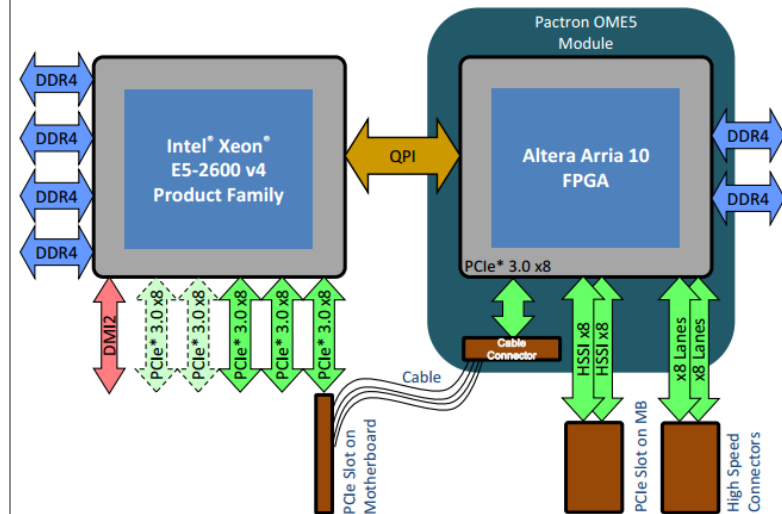 Pactron OME5
Module
DDR4
DDR4
DDR4
DDR4
Intel® Xeon®
E5-2600 v4
Product Family
QPI
Altera Arria 10
FPGA
DDR4
DDR4
PCIe* 3.0 x8
DMI2
PCIe* 3.0 x8
PCIe* 3.0 x8
PCIe* 3.0 x8
PCIe* 3.0 x8
PCIe* 3.0 x8
Cable
Connector
HSSI x8
HSSI x8
x8 Lanes
x8 Lanes
Cable
PCIe Slot on
Motherboard
PCIe Slot on MB
High Speed
Connectors